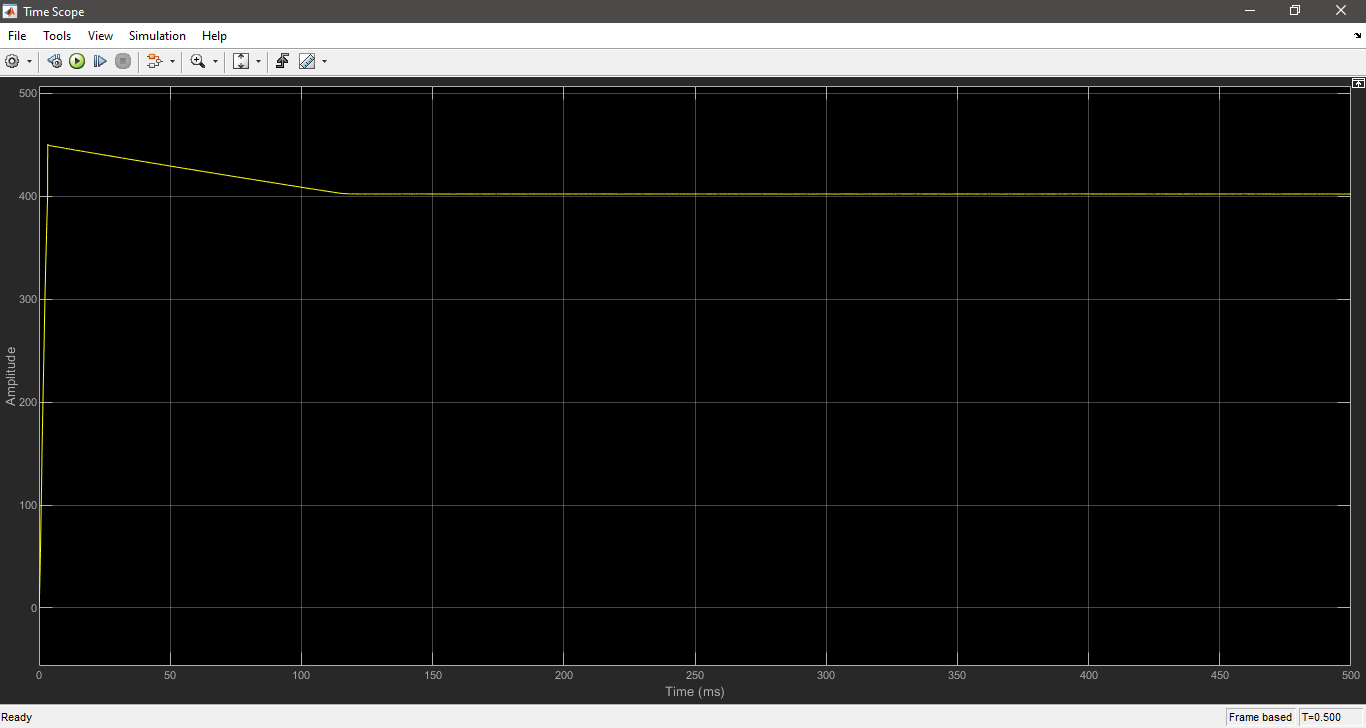 Time Scope
File Tools View Simulation Help
500
400
300
200
100
0
Amplitude
0 50 100 150 200 250 300 350 400 450 500
Time (ms)
Ready Frame based T=0.500